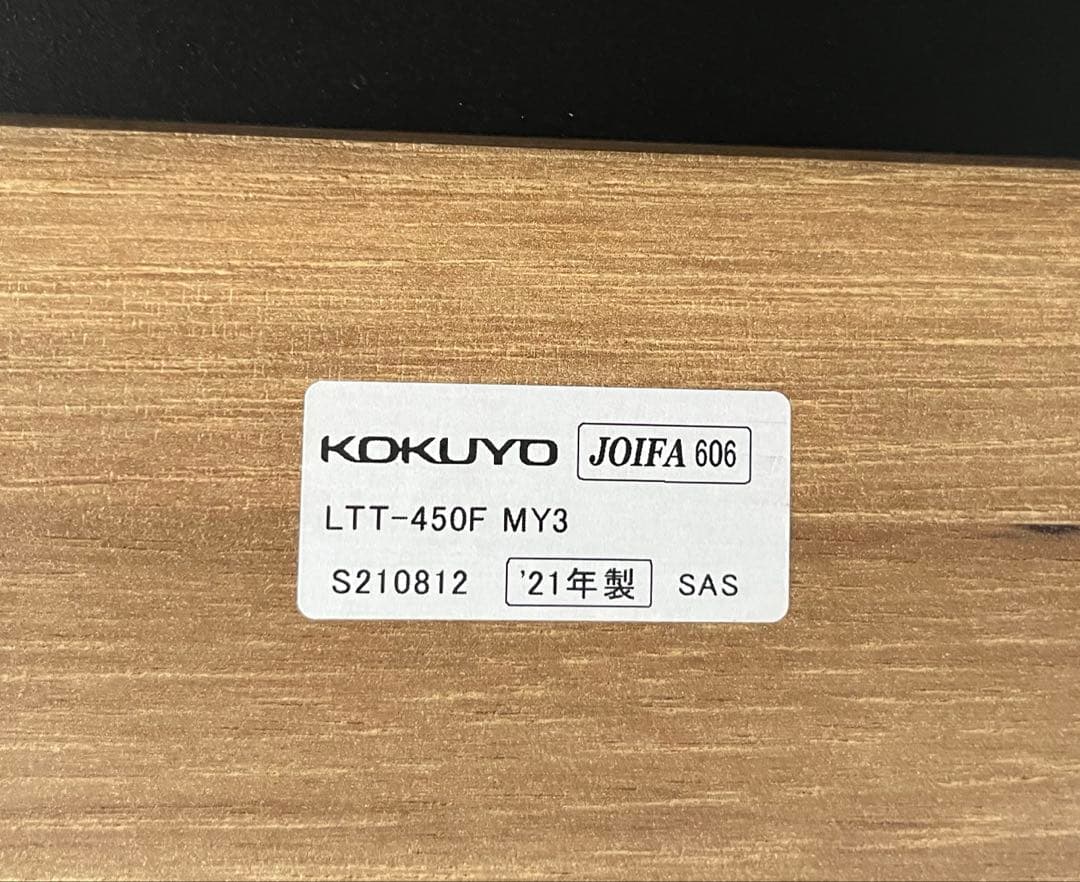 KOKUYO JOIFA 606
LTT-450F MY3
S210812 '21年製 SAS